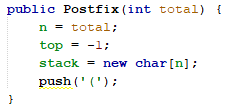 public Postfix(int total) {
n = total;
top = -1;
stack = new char[n];
push('(');
}